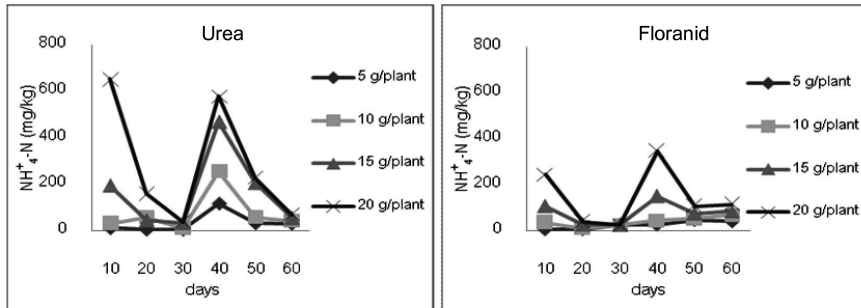 Urea
800
600
400
200
0
NH+4-N (mg/kg)
10 20 30 40 50 60
days
5 g/plant
10 g/plant
15 g/plant
20 g/plant
Floranid
800
600
400
200
0
NH+4-N (mg/kg)
10 20 30 40 50 60
days
5 g/plant
10 g/plant
15 g/plant
20 g/plant